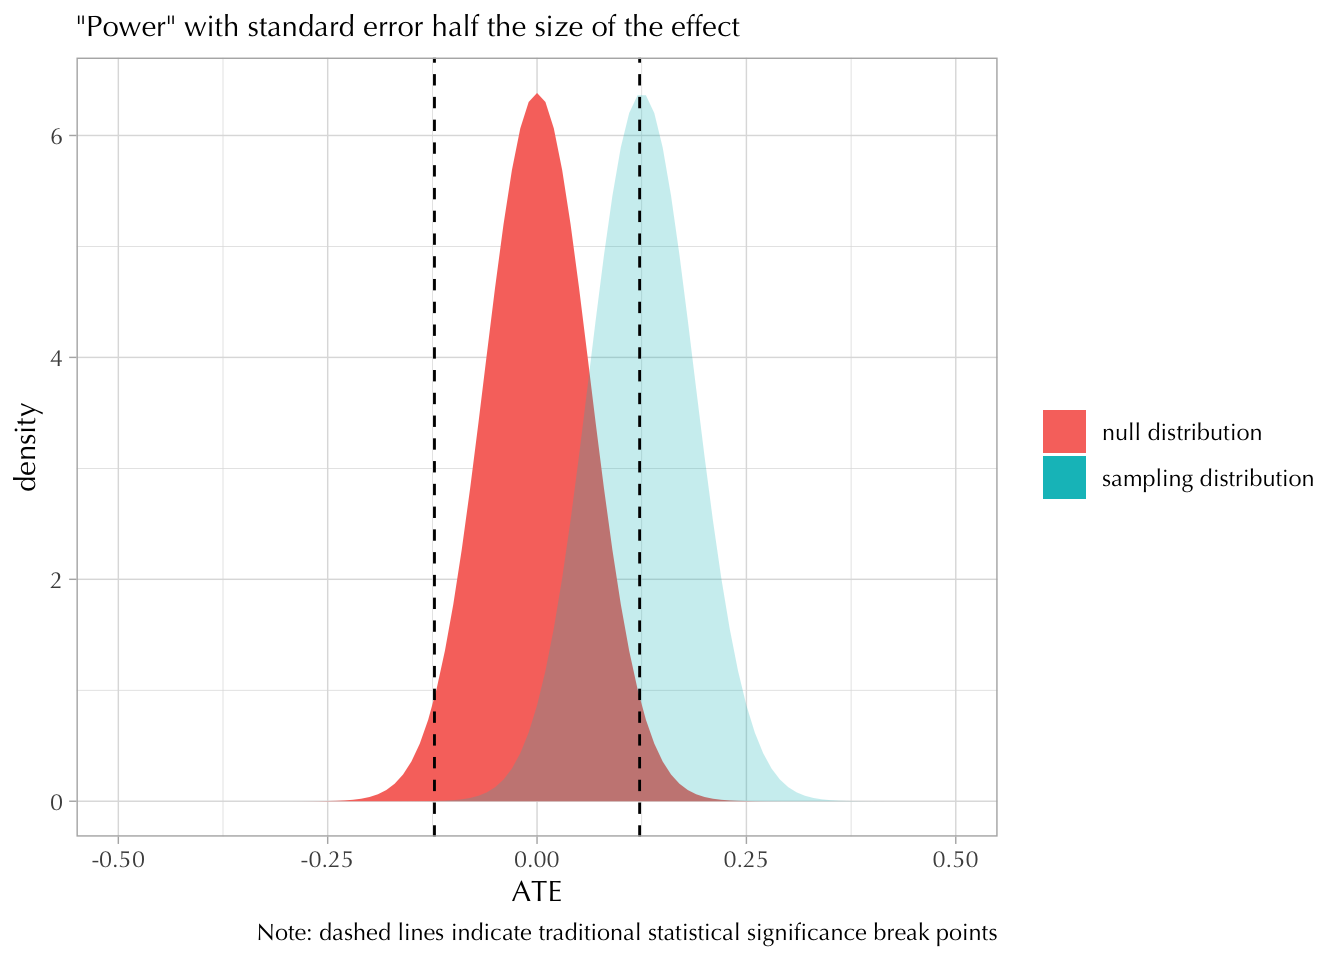 "Power" with standard error half the size of the effect
6
4
2
0
density
-0.50
-0.25
0.00
0.25
0.50
ATE
null distribution
sampling distribution
Note: dashed lines indicate traditional statistical significance break points